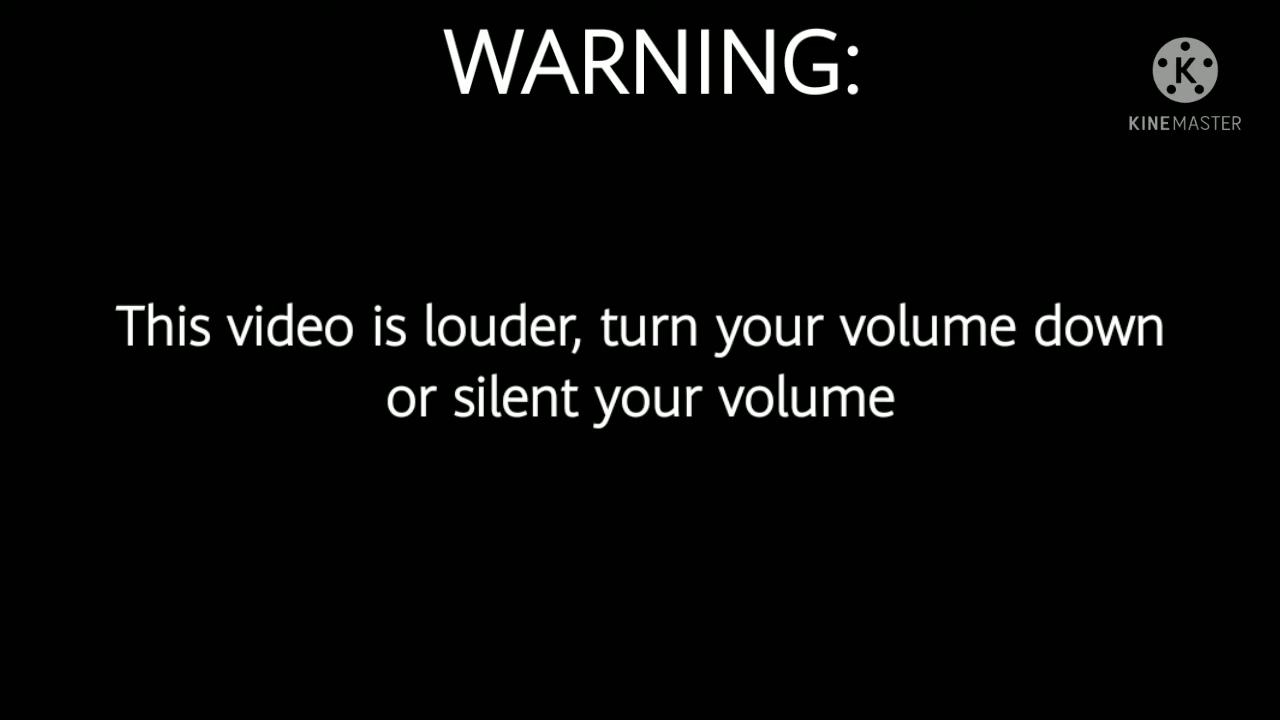 WARNING:
K
KINEMASTER
This video is louder, turn your volume down
or silent your volume